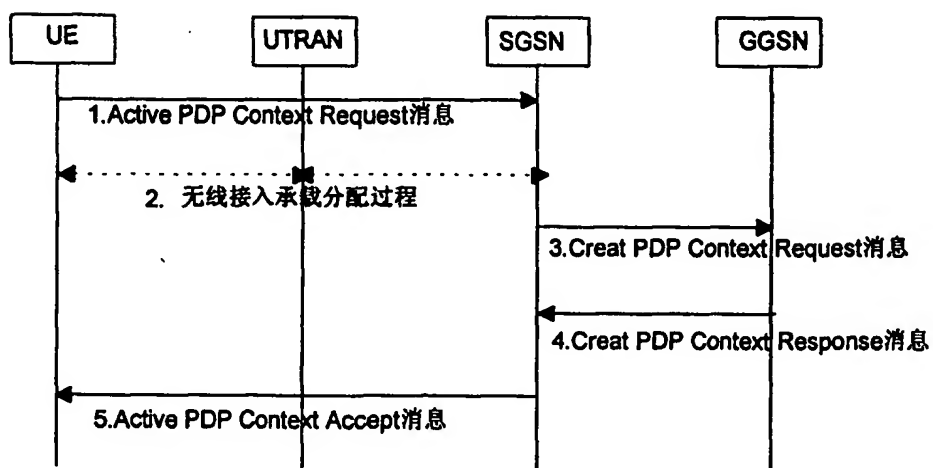 UE
UTRAN
SGSN
GGSN
1.Active PDP Context Request消息
2. 无线接入承载分配过程
3.Creat PDP Context Request消息
4.Creat PDP Context Response消息
5.Active PDP Context Accept消息